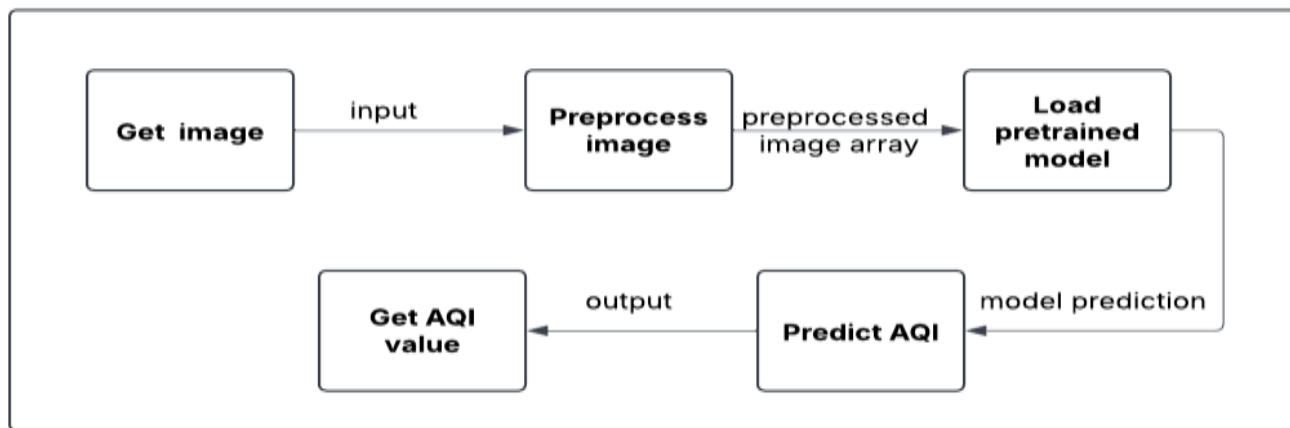 Get image
input
Preprocess
image
preprocessed
image array
Load
pretrained
model
model prediction
Predict AQI
output
Get AQI
value